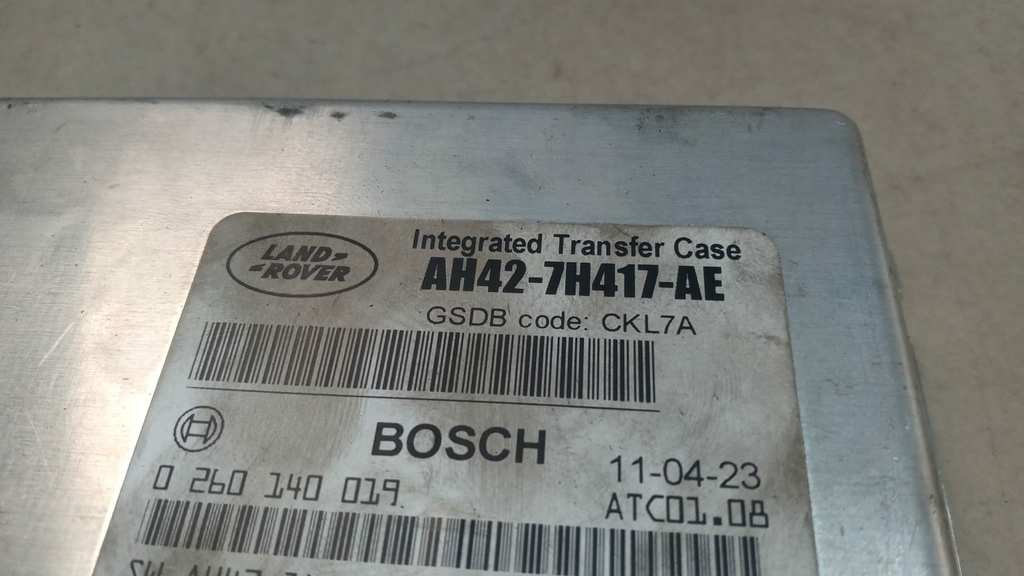 LAND-
-ROVER
Integrated Transfer Case
AH42-7H417-AE
GSDB code: CKL7A
BOSCH
11-04-23
0 260 140 019
ATC01.08